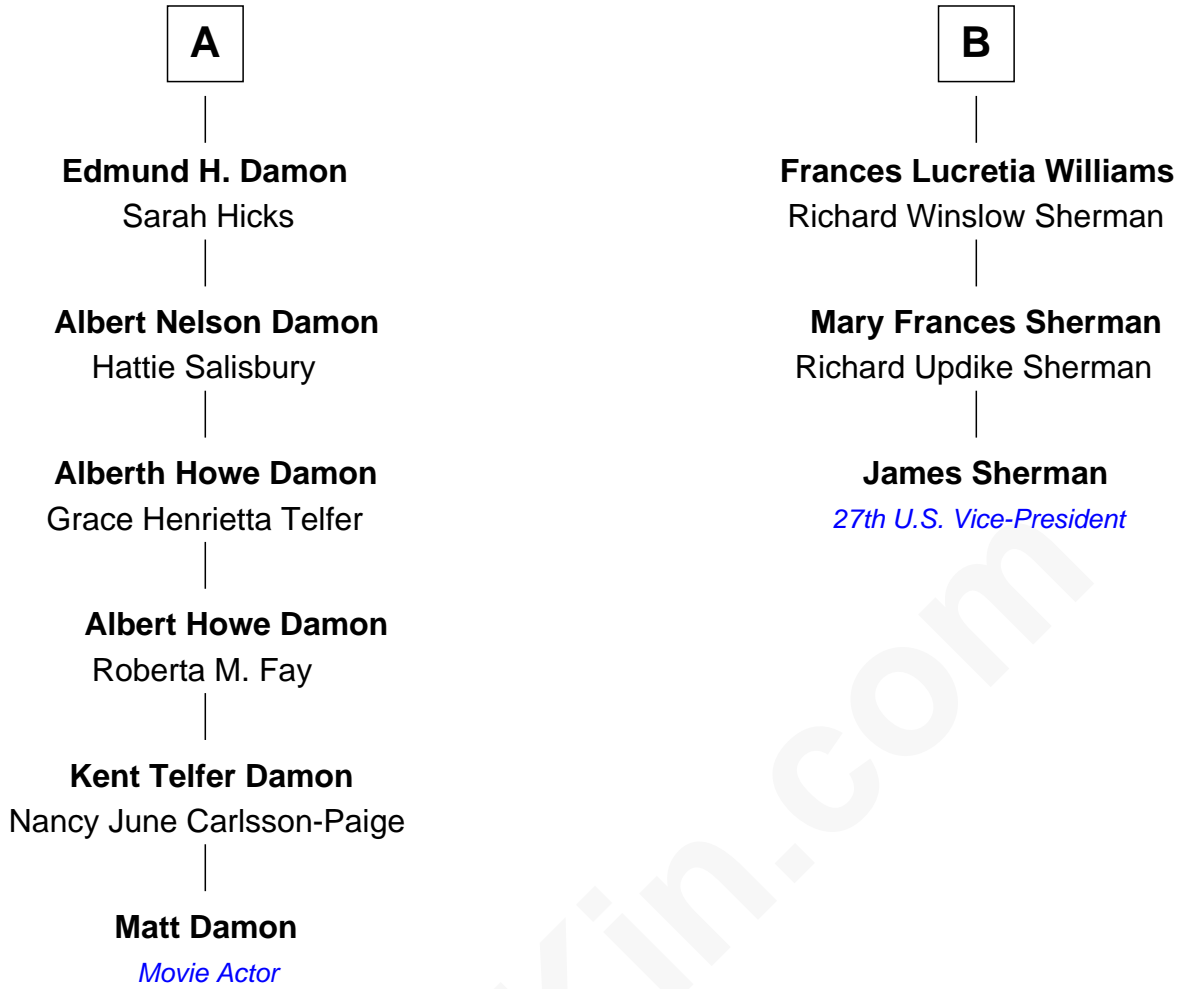 A
Edmund H. Damon
Sarah Hicks
Albert Nelson Damon
Hattie Salisbury
Alberth Howe Damon
Grace Henrietta Telfer
Albert Howe Damon
Roberta M. Fay
Kent Telfer Damon
Nancy June Carlsson-Paige
Matt Damon
Movie Actor
B
Frances Lucretia Williams
Richard Winslow Sherman
Mary Frances Sherman
Richard Updike Sherman
James Sherman
27th U.S. Vice-President
Kin.com